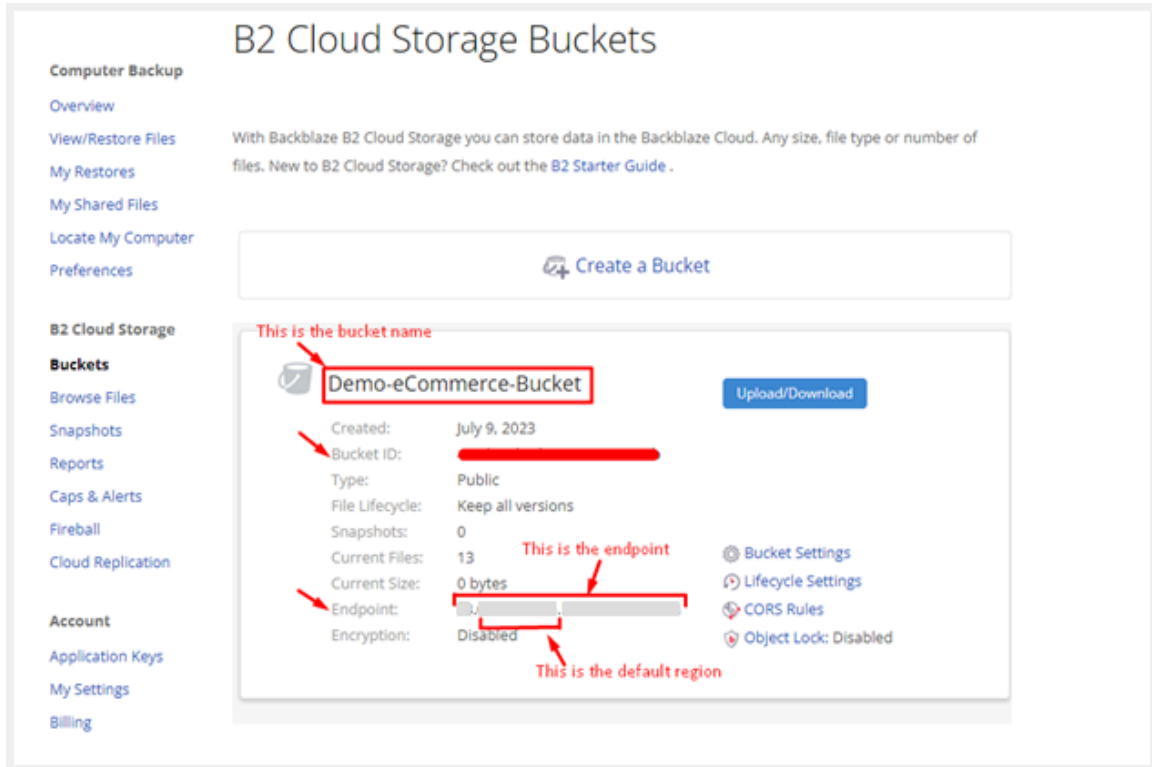 B2 Cloud Storage Buckets
Computer Backup
Overview
View/Restore Files
My Restores
My Shared Files
Locate My Computer
Preferences
B2 Cloud Storage
Buckets
Browse Files
Snapshots
Reports
Caps & Alerts
Fireball
Cloud Replication
Account
Application Keys
My Settings
Billing
With Backblaze B2 Cloud Storage you can store data in the Backblaze Cloud. Any size, file type or number of
files. New to B2 Cloud Storage? Check out the B2 Starter Guide .
Create a Bucket
This is the bucket name
Demo-eCommerce-Bucket
Upload/Download
Created: July 9, 2023
Bucket ID:
Type: Public
File Lifecycle: Keep all versions
Snapshots: 0
Current Files: 13
This is the endpoint
Current Size: 0 bytes
Endpoint:
Encryption: Disabled
This is the default region
Bucket Settings
Lifecycle Settings
CORS Rules
Object Lock: Disabled